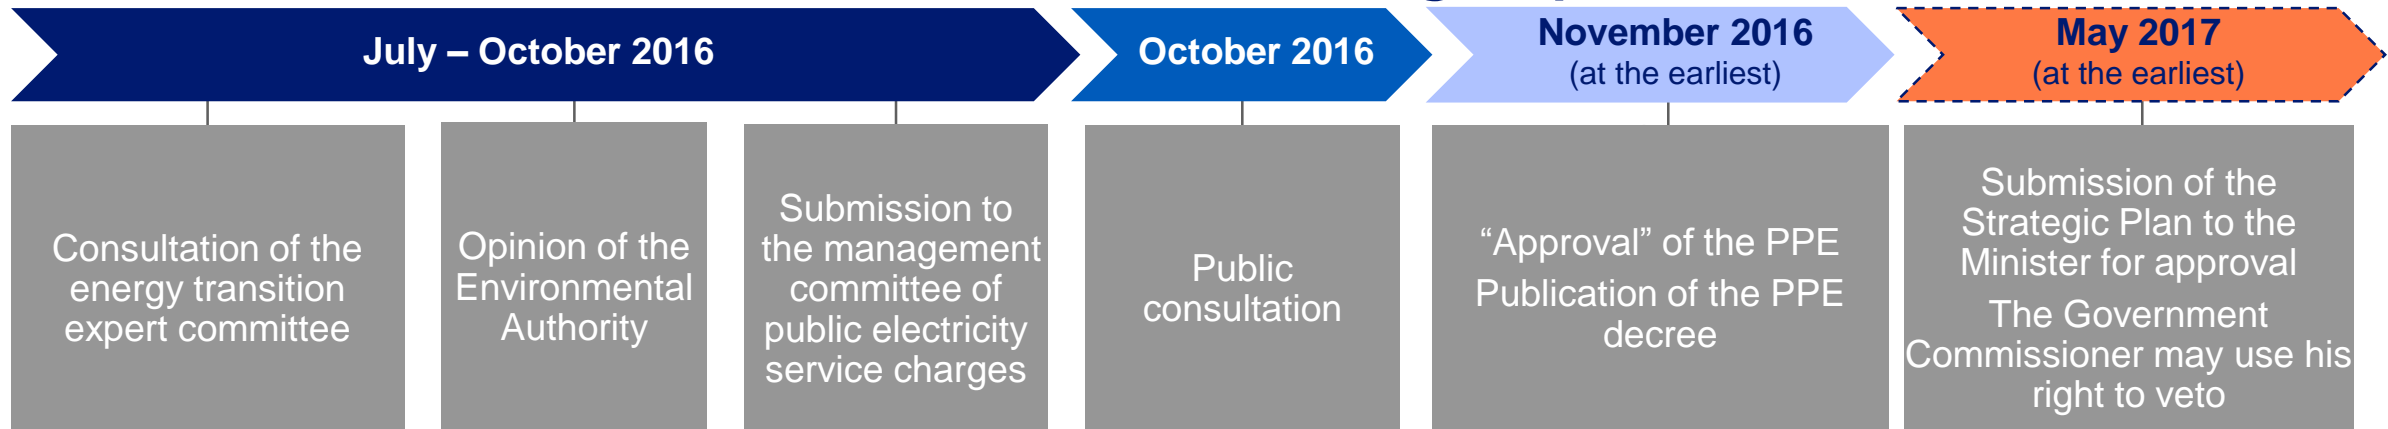 July – October 2016
October 2016
November 2016
(at the earliest)
May 2017
(at the earliest)
Consultation of the
energy transition
expert committee
Opinion of the
Environmental
Authority
Submission to
the management
committee of
public electricity
service charges
Public
consultation
“Approval” of the PPE
Publication of the PPE
decree
Submission of the
Strategic Plan to the
Minister for approval
The Government
Commissioner may use his
right to veto